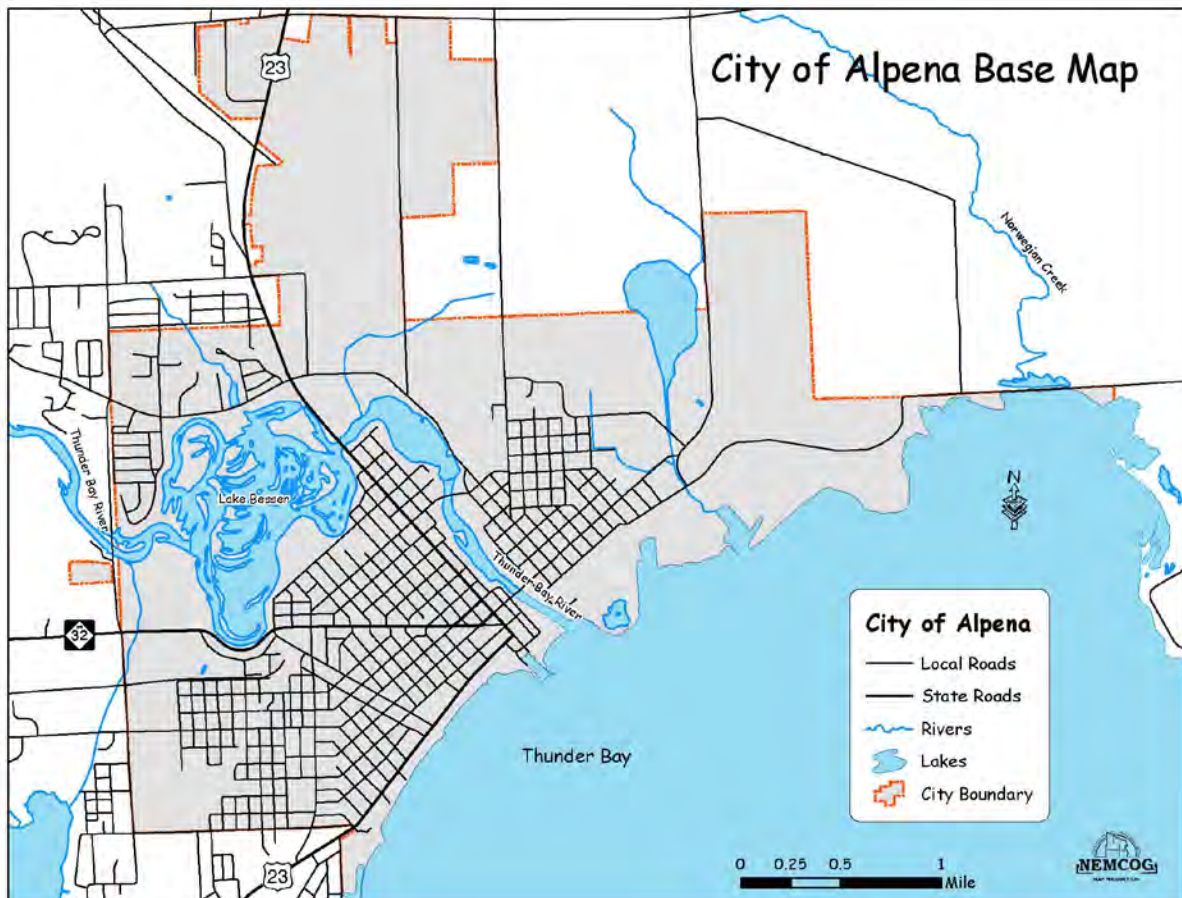 23
City of Alpena Base Map
Norwegian Creek
Thunder Bay River
Lake Besser
Thunder Bay River
N
32
City of Alpena
Local Roads
State Roads
Rivers
Lakes
City Boundary
Thunder Bay
23
0 0.25 0.5 1
Mile
NEMCOG